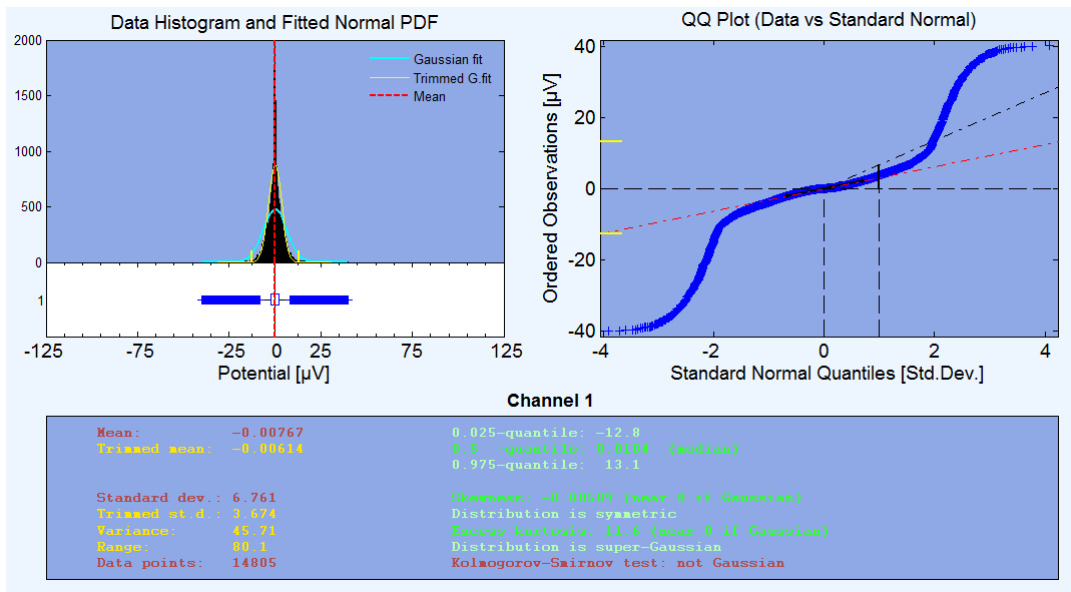 Data Histogram and Fitted Normal PDF
2000
1500
1000
500
0
Gaussian fit
Trimmed G.fit
Mean
1
-125 -75 -25 0 25 75 125
Potential [µV]
QQ Plot (Data vs Standard Normal)
Ordered Observations [µV]
40
20
0
-20
-40
-4 -2 0 2 4
Standard Normal Quantiles [Std.Dev.]
Channel 1
Mean: -0.00767
Trimmed mean: -0.00614
Standard dev.: 6.761
Trimmed st.d.: 3.674
Variance: 45.71
Range: 80.1
Data points: 14805
0.025-quantile: -12.8
0.5 -quantile: 0.0104 (median)
0.975-quantile: 13.1
Skewness: (near 0 if Gaussian)
Distribution is symmetric
Excess kurtosis: 11.6 (near 0 if Gaussian)
Distribution is super-Gaussian
Kolmogorov-Smirnov test: not Gaussian